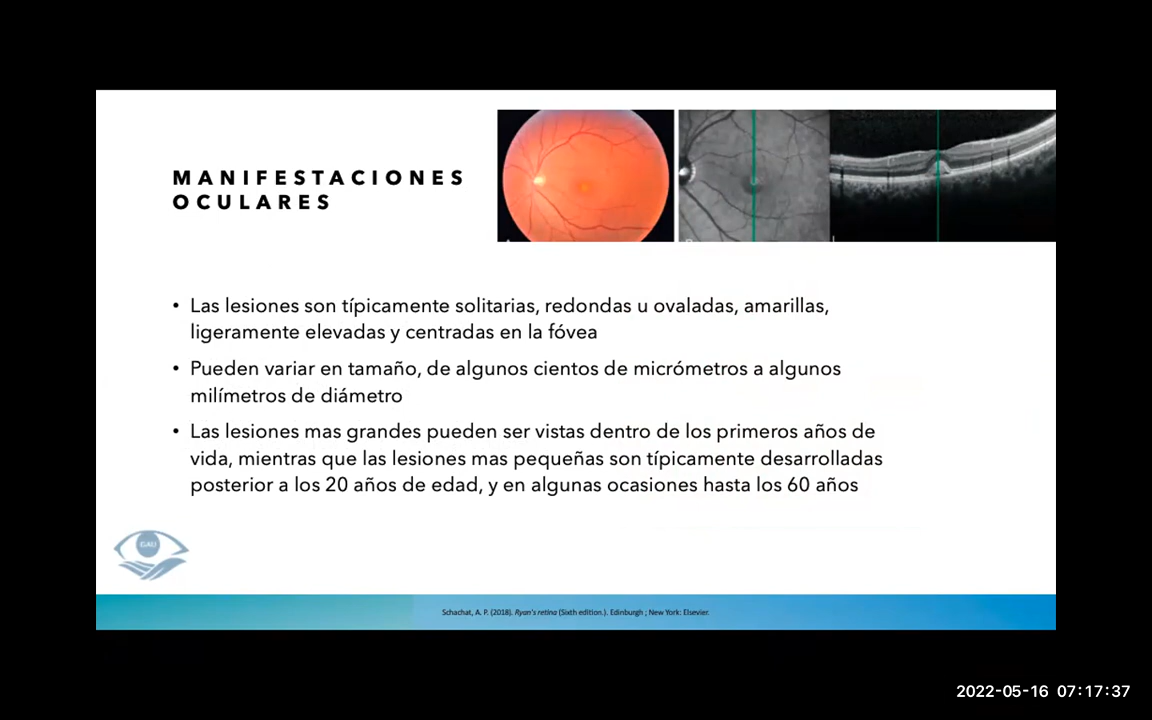 MANIFESTACIONES
OCULARES
• Las lesiones son típicamente solitarias, redondas u ovaladas, amarillas,
ligeramente elevadas y centradas en la fóvea
• Pueden variar en tamaño, de algunos cientos de micrómetros a algunos
milímetros de diámetro
• Las lesiones mas grandes pueden ser vistas dentro de los primeros años de
vida, mientras que las lesiones mas pequeñas son típicamente desarrolladas
posterior a los 20 años de edad, y en algunas ocasiones hasta los 60 años
Schachat, A. P. (2018). Ryan's retina (Sixth edition.). Edinburgh ; New York: Elsevier.
2022-05-16 07:17:37